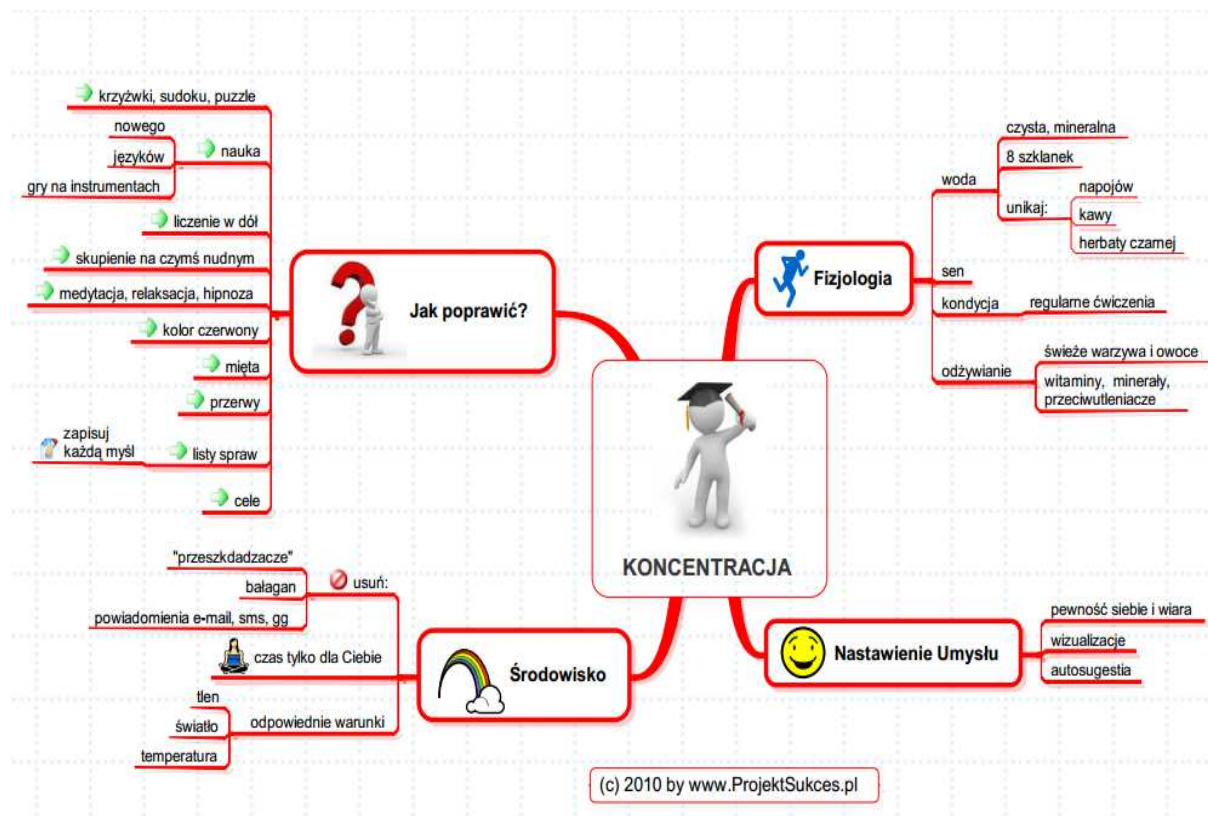 krzyżwki, sudoku, puzzle
nowego
języków
gry na instrumentach
nauka
liczenie w dół
skupienie na czymś nudnym
medytacja, relaksacja, hipnoza
kolor czerwony
mięta
przerwy
zapisuj
każdą myśl
listy spraw
cele
Jak poprawić?
czysta, mineralna
8 szklanek
woda
unikaj:
napojów
kawy
herbaty czarnej
Fizjologia
sen
kondycja
regularne ćwiczenia
odżywianie
świeże warzywa i owoce
witaminy, minerały,
przeciwutleniacze
KONCENTRACJA
"przeszkdadzacze"
bałagan
powiadomienia e-mail, sms, gg
usuń:
czas tylko dla Ciebie
tlen
światło
temperatura
odpowiednie warunki
Środowisko
Nastawienie Umysłu
pewność siebie i wiara
wizualizacje
autosugestia
(c) 2010 by www.ProjektSukces.pl